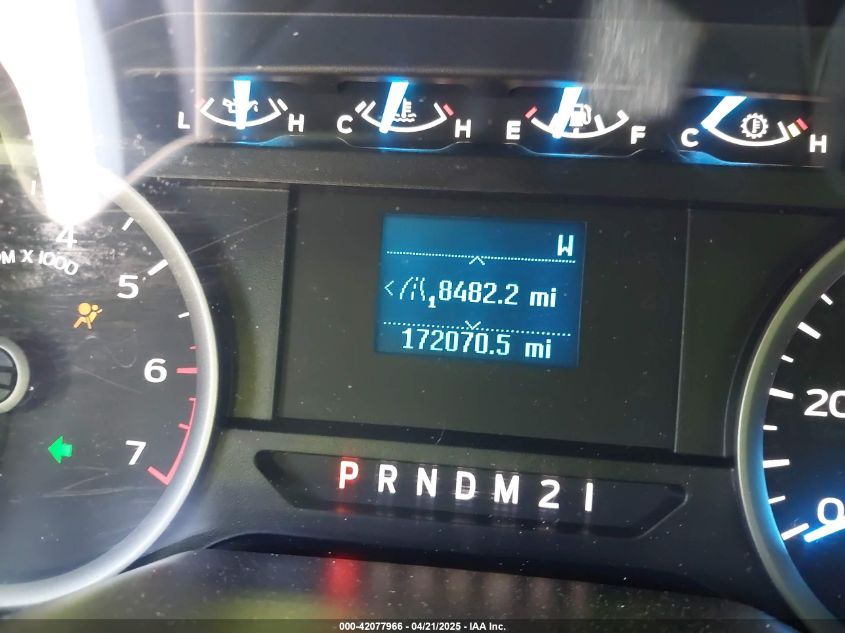 L H C H E F C H
4
M X 1000
5
6
7
W
1 8482.2 mi
172070.5 mi
20
0
P R N D M 2 1
000-42077966 - 04/21/2025 - IAA Inc.